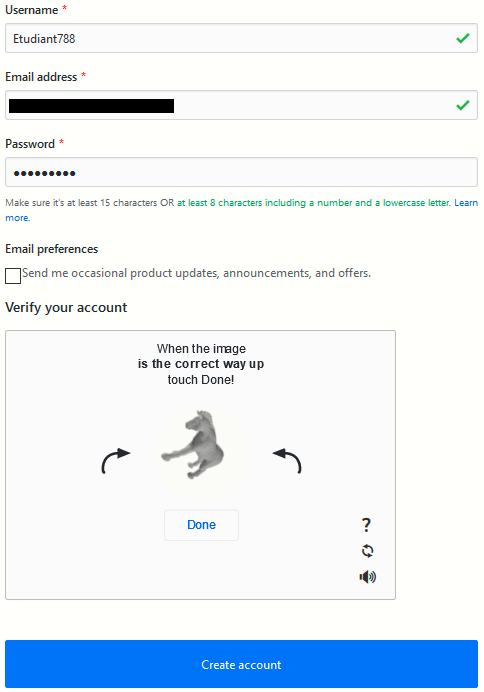 Username *
Etudiant788
Email address *
Password *
Make sure it's at least 15 characters OR at least 8 characters including a number and a lowercase letter. Learn
more.
Email preferences
Send me occasional product updates, announcements, and offers.
Verify your account
When the image
is the correct way up
touch Done!
Done
?
Create account